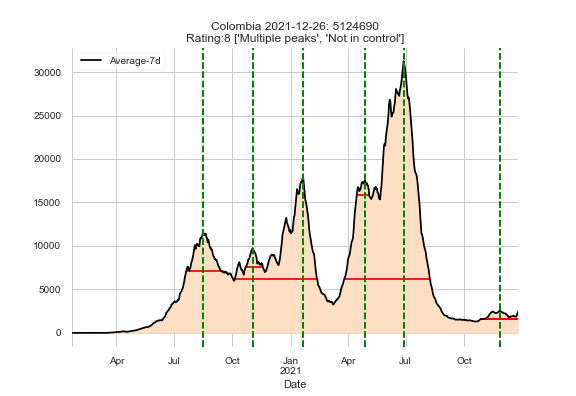 Colombia 2021-12-26: 5124690
Rating:8 ['Multiple peaks', 'Not in control']
Average-7d
30000
25000
20000
15000
10000
5000
0
Apr Jul Oct Jan Apr Jul Oct
2021
Date